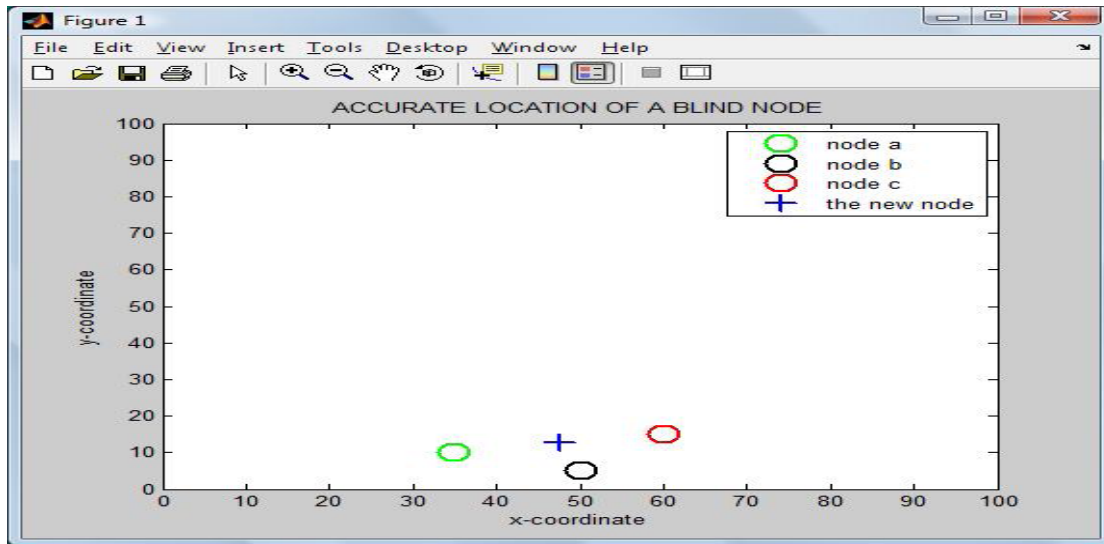 Figure 1
File Edit View Insert Tools Desktop Window Help
ACCURATE LOCATION OF A BLIND NODE
100
90
80
70
60
50
40
30
20
10
0
y-coordinate
node a
node b
node c
the new node
0 10 20 30 40 50 60 70 80 90 100
x-coordinate